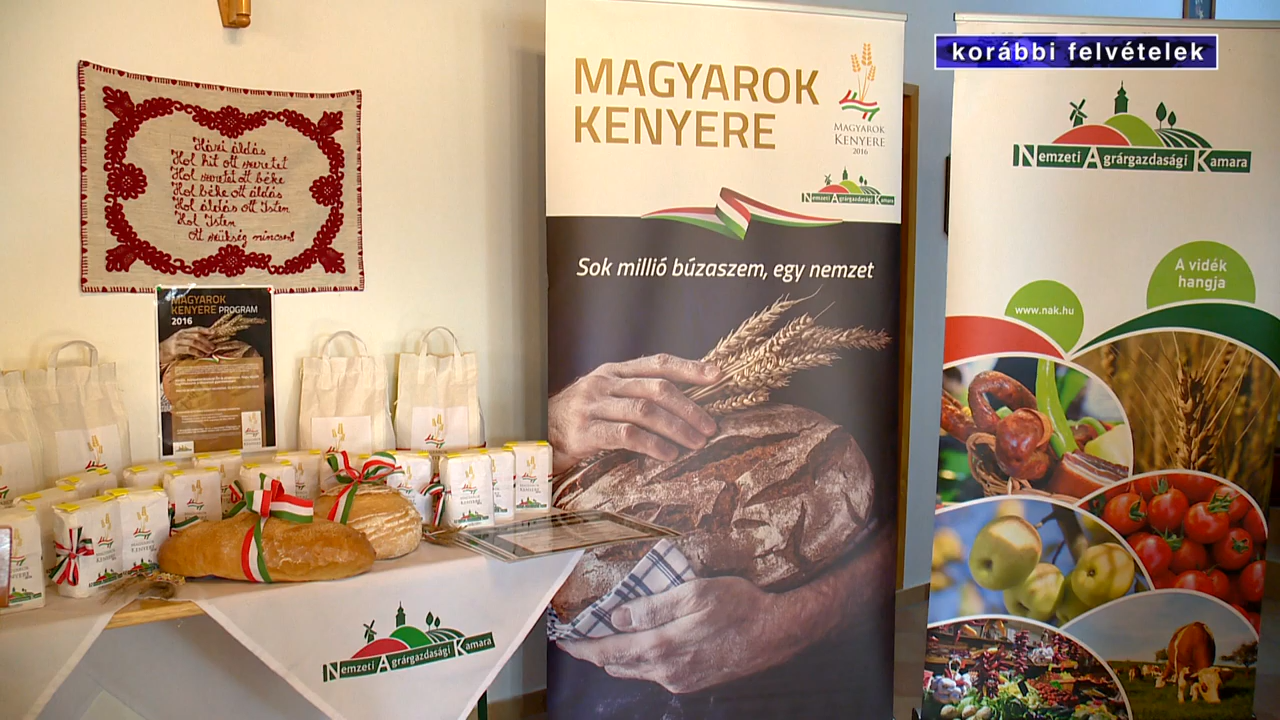 korábbi felvételek
Házi áldás
Hol hit ott szeretet
Hol szeretet ott béke
Hol béke ott áldás
Hol áldás ott Isten
Hol Isten
Ott szükség nincsen!
MAGYAROK
KENYERE PROGRAM
2016
MAGYAROK
KENYERE
MAGYAROK
KENYERE
2016
Nemzeti Agrárgazdasági Kamara
Sok millió búzaszem, egy nemzet
Nemzeti Agrárgazdasági Kamara
A vidék
hangja
www.nak.hu
Nemzeti Agrárgazdasági Kamara